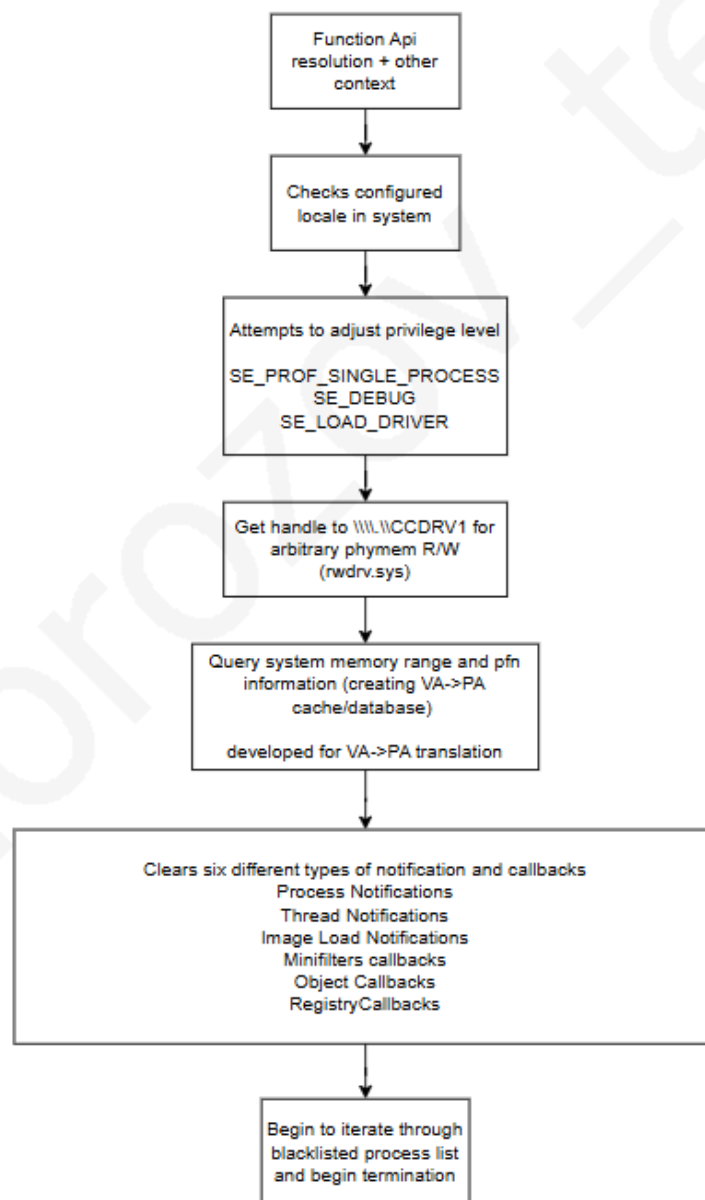 Function Api
resolution + other
context
Checks configured
locale in system
Attempts to adjust privilege level
SE_PROF_SINGLE_PROCESS
SE_DEBUG
SE_LOAD_DRIVER
Get handle to \\\\.\\CCDRV1 for
arbitrary phymem R/W
(rwdrv.sys)
Query system memory range and pfn
information (creating VA->PA
cache/database)
developed for VA->PA translation
Clears six different types of notification and callbacks
Process Notifications
Thread Notifications
Image Load Notifications
Minifilters callbacks
Object Callbacks
RegistryCallbacks
Begin to iterate through
blacklisted process list
and begin termination